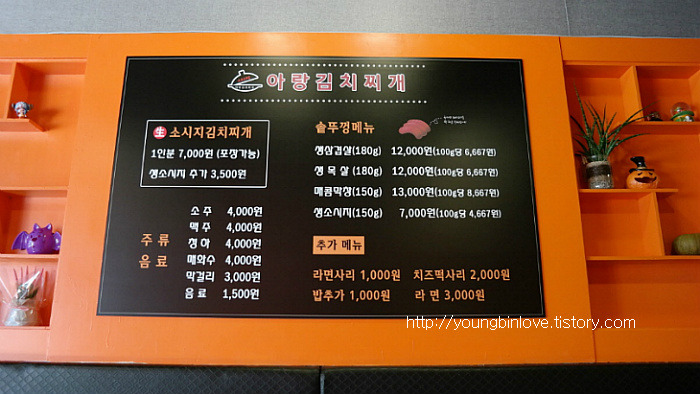 아랑김치찌개
生 소시지김치찌개
1인분 7,000원 (포장가능)
생소시지 추가 3,500원
주류
음료
소주 4,000원
맥주 4,000원
청하 4,000원
매화수 4,000원
막걸리 3,000원
음료 1,500원
솥뚜껑메뉴
생삼겹살(180g) 12,000원(100g당 6,667원)
생목살(180g) 12,000원(100g당 6,667원)
매콤막창(150g) 13,000원(100g당 8,667원)
생소시지(150g) 7,000원(100g당 4,667원)
추가 메뉴
라면사리 1,000원 치즈떡사리 2,000원
밥추가 1,000원 라면 3,000원
http://youngbinlove.tistory.com